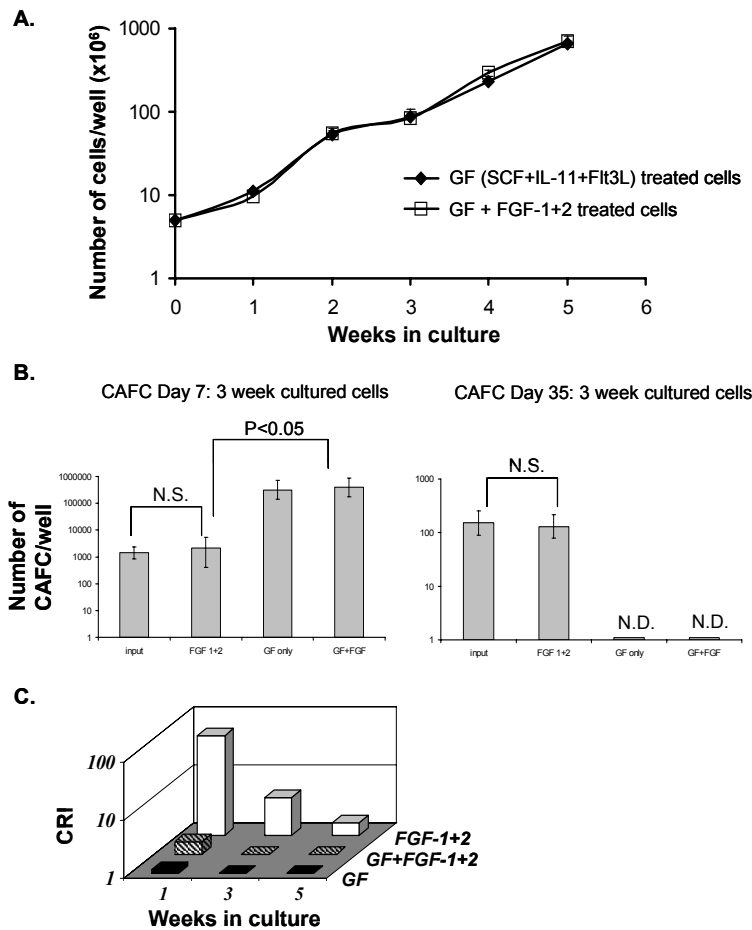 A.
Number of cells/well (x10⁶)
1000
100
10
1
0 1 2 3 4 5 6
Weeks in culture
GF (SCF+IL-11+Flt3L) treated cells
GF + FGF-1+2 treated cells
B.
CAFC Day 7: 3 week cultured cells
P<0.05
N.S.
Number of
CAFC/well
1000000
100000
10000
1000
100
10
1
input FGF 1+2 GF only GF+FGF
CAFC Day 35: 3 week cultured cells
N.S.
1000
100
10
1
N.D. N.D.
input FGF 1+2 GF only GF+FGF
C.
CRI
100
10
1
1 3 5
Weeks in culture
FGF-1+2
GF+FGF-1+2
GF